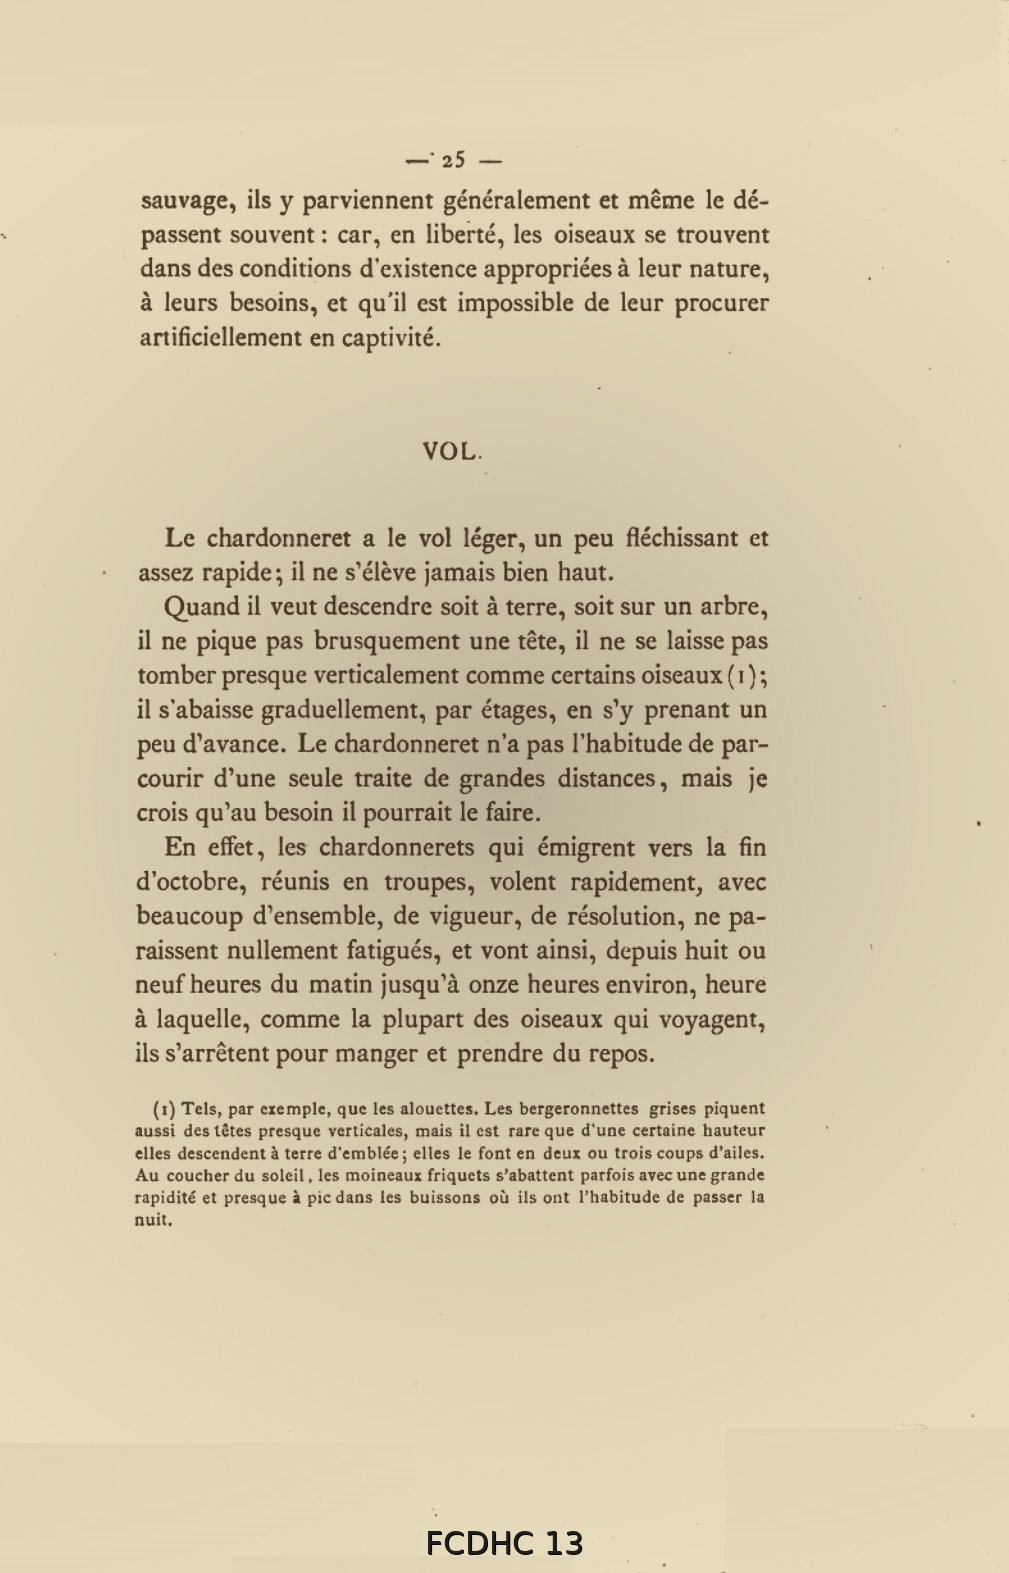 — 25 —
sauvage, ils y parviennent généralement et même le dé-
passent souvent : car, en liberté, les oiseaux se trouvent
dans des conditions d'existence appropriées à leur nature,
à leurs besoins, et qu'il est impossible de leur procurer
artificiellement en captivité.
VOL.
Le chardonneret a le vol léger, un peu fléchissant et
assez rapide; il ne s'élève jamais bien haut.
Quand il veut descendre soit à terre, soit sur un arbre,
il ne pique pas brusquement une tête, il ne se laisse pas
tomber presque verticalement comme certains oiseaux (1);
il s'abaisse graduellement, par étages, en s'y prenant un
peu d'avance. Le chardonneret n'a pas l'habitude de par-
courir d'une seule traite de grandes distances, mais je
crois qu'au besoin il pourrait le faire.
En effet, les chardonnerets qui émigrent vers la fin
d'octobre, réunis en troupes, volent rapidement, avec
beaucoup d'ensemble, de vigueur, de résolution, ne pa-
raissent nullement fatigués, et vont ainsi, depuis huit ou
neuf heures du matin jusqu'à onze heures environ, heure
à laquelle, comme la plupart des oiseaux qui voyagent,
ils s'arrêtent pour manger et prendre du repos.
(1) Tels, par exemple, que les alouettes. Les bergeronnettes grises piquent
aussi des têtes presque verticales, mais il est rare que d'une certaine hauteur
elles descendent à terre d'emblée; elles le font en deux ou trois coups d'ailes.
Au coucher du soleil, les moineaux friquets s'abattent parfois avec une grande
rapidité et presque à pic dans les buissons où ils ont l'habitude de passer la
nuit.
FCDHC 13